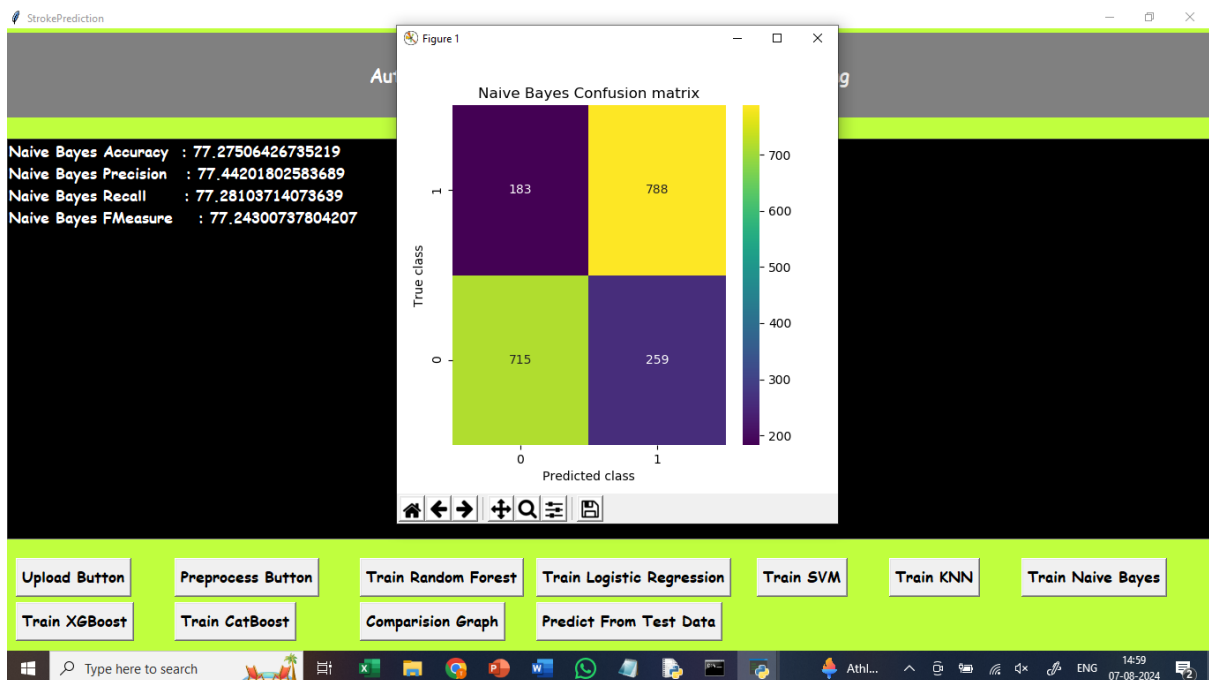 StrokePrediction
Figure 1
Aut
g
Naive Bayes Confusion matrix
Naive Bayes Accuracy : 77.27506426735219
Naive Bayes Precision : 77.44201802583689
Naive Bayes Recall : 77.28103714073639
Naive Bayes FMeasure : 77.24300737804207
183
788
1
715
259
0
True class
0
1
Predicted class
700
600
500
400
300
200
Upload Button
Preprocess Button
Train Random Forest
Train Logistic Regression
Train SVM
Train KNN
Train Naive Bayes
Train XGBoost
Train CatBoost
Comparision Graph
Predict From Test Data
Type here to search
Athl...
ENG
14:59
07-08-2024
2